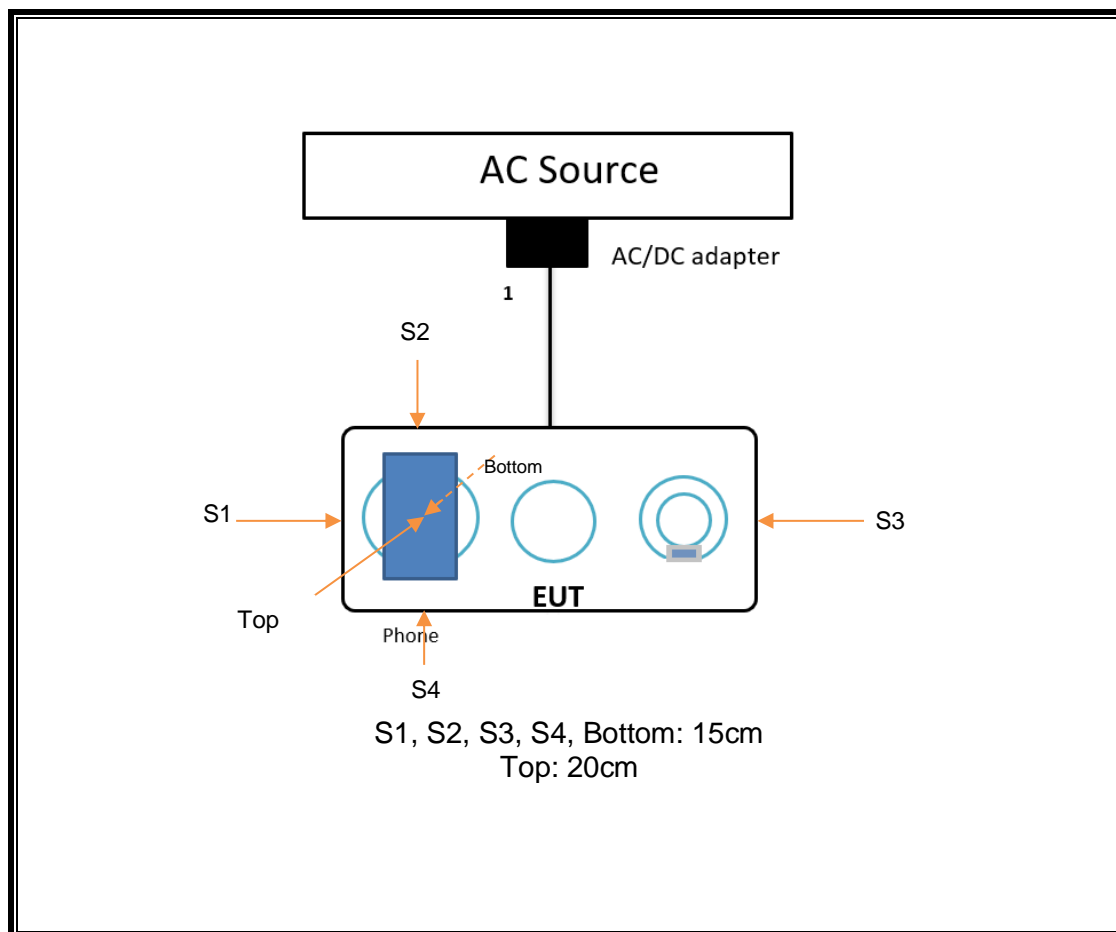 AC Source
AC/DC adapter
1
S2
Bottom
S1
S3
EUT
Top
Phone
S4
S1, S2, S3, S4, Bottom: 15cm
Top: 20cm